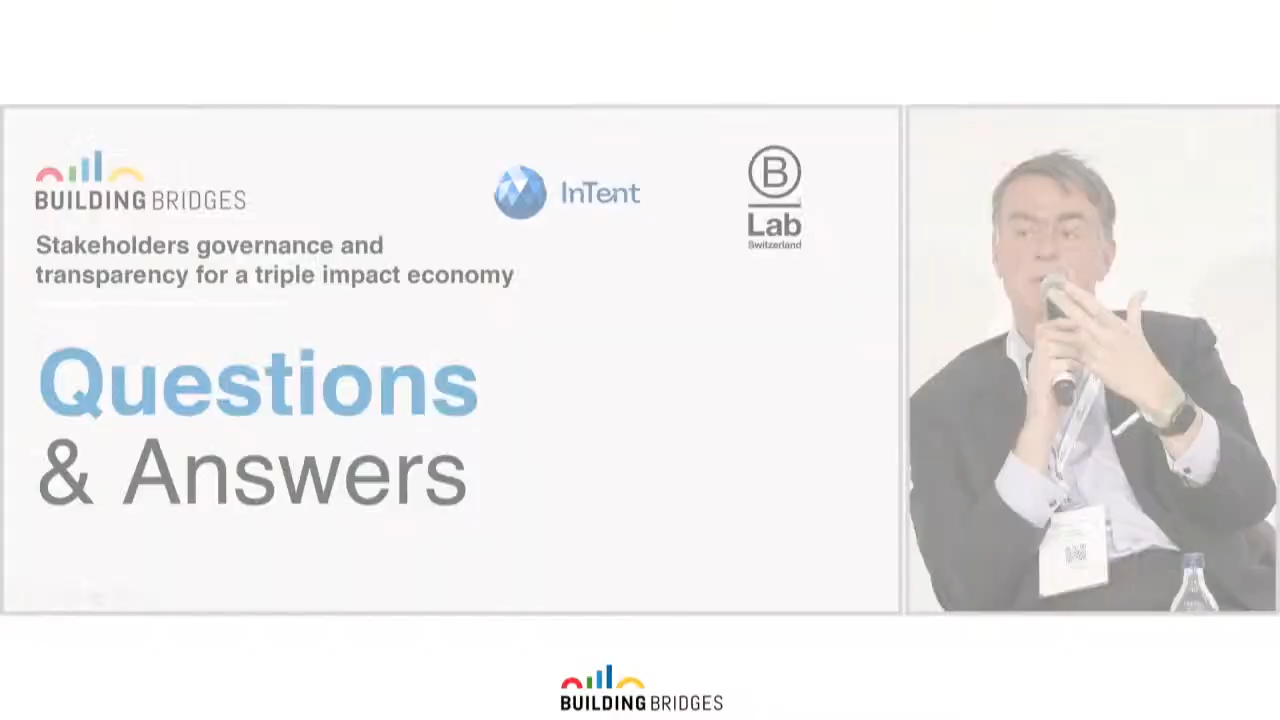 BUILDING BRIDGES
InTent
B
Lab
Switzerland
Stakeholders governance and
transparency for a triple impact economy
Questions
& Answers
BUILDING BRIDGES